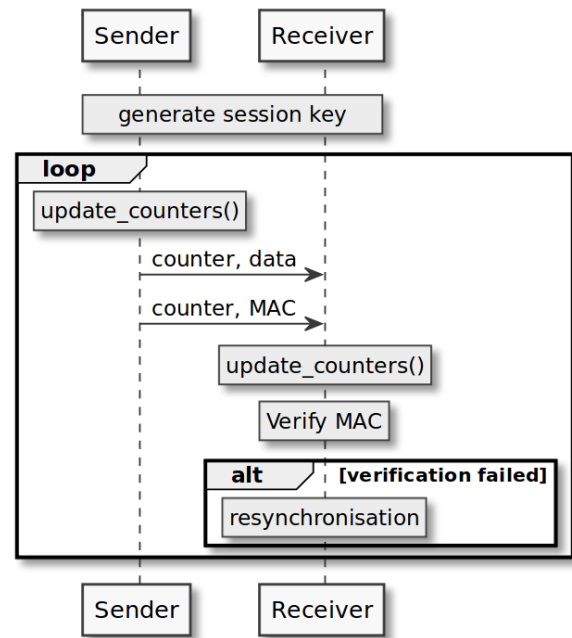 Sender
Receiver
generate session key
loop
update_counters()
counter, data
counter, MAC
update_counters()
Verify MAC
alt [verification failed]
resynchronisation
Sender
Receiver